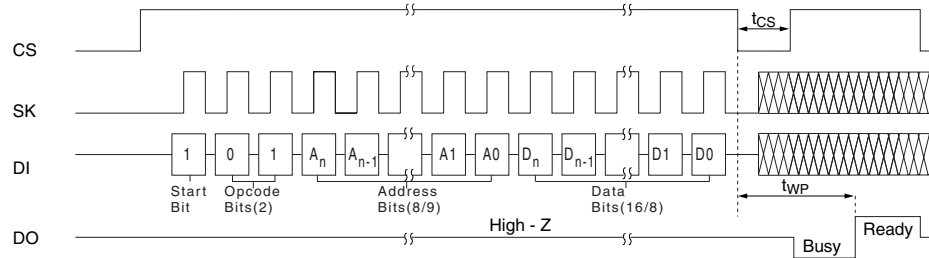 tCS
CS
SK
DI
1 0 1 An An-1 A1 A0 Dn Dn-1 D1 D0
Start Bit
Opcode Bits(2)
Address Bits(8/9)
Data Bits(16/8)
tWP
DO
High - Z
Busy
Ready